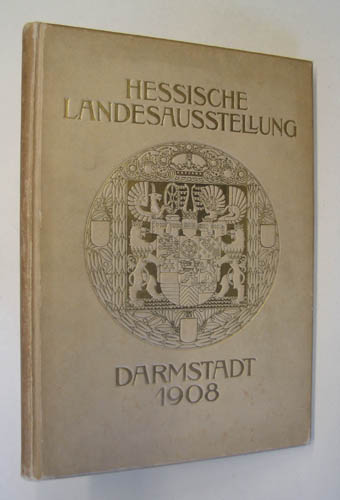 HESSISCHE
LANDESAUSSTELLUNG
DARMSTADT
1908